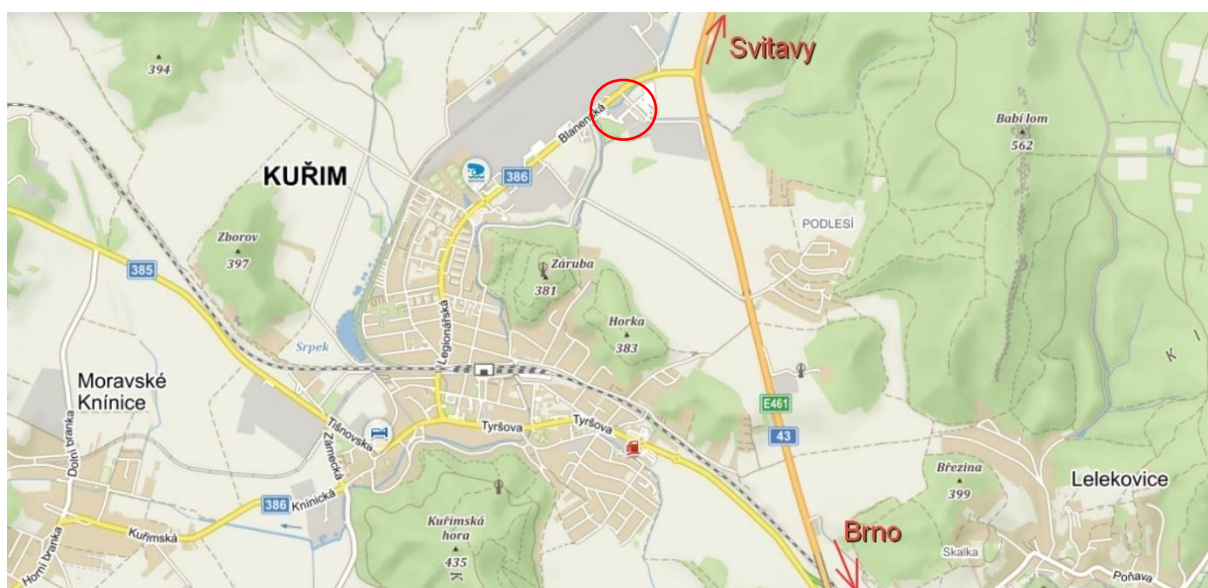 Svitavy
394
Babí lom
562
Blanenská
KUŘIM
386
PODLESÍ
Zborov
397
385
Záruba
381
Horka
383
Legionářská
Srpek
Moravské
Knínice
E461
43
Tišnovská
Tyršova
Tyršova
Dolní branka
Zámecká
Březina
399
Lelekovice
386
Knínická
Kuřimská
Kuřimská
hora
435
K
K
I
Brno
Skalka
Horní branka
Poňava